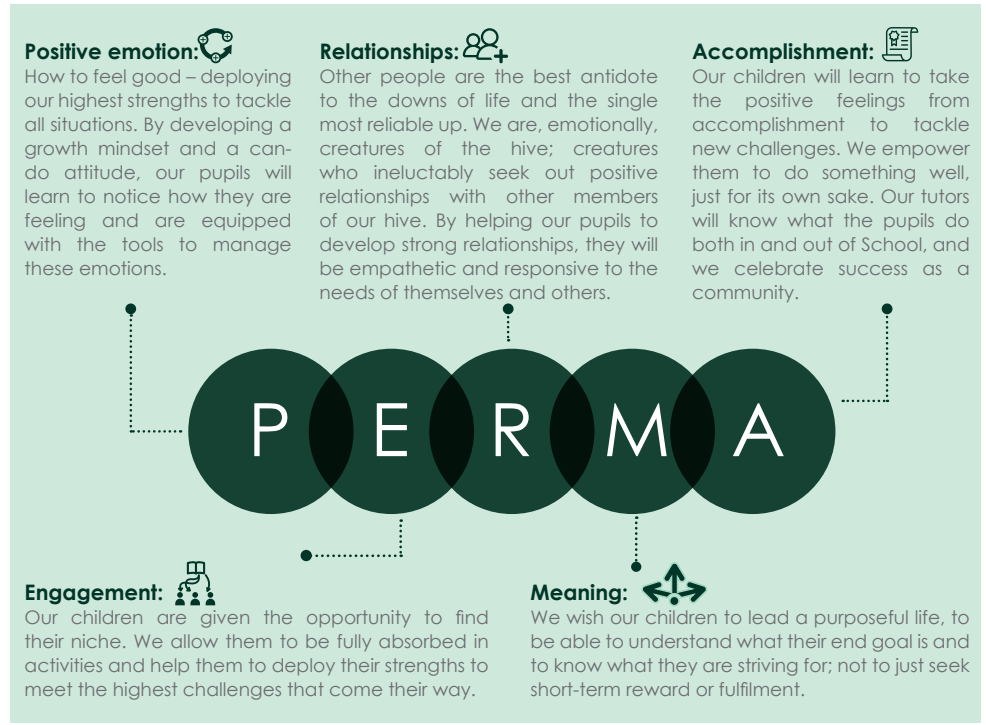 Positive emotion:
How to feel good – deploying
our highest strengths to tackle
all situations. By developing a
growth mindset and a can-
do attitude, our pupils will
learn to notice how they are
feeling and are equipped
with the tools to manage
these emotions.
Relationships:
Other people are the best antidote
to the downs of life and the single
most reliable up. We are, emotionally,
creatures of the hive; creatures
who ineluctably seek out positive
relationships with other members
of our hive. By helping our pupils to
develop strong relationships, they will
be empathetic and responsive to the
needs of themselves and others.
Accomplishment:
Our children will learn to take
the positive feelings from
accomplishment to tackle
new challenges. We empower
them to do something well,
just for its own sake. Our tutors
will know what the pupils do
both in and out of School, and
we celebrate success as a
community.
P E R M A
Engagement:
Our children are given the opportunity to find
their niche. We allow them to be fully absorbed in
activities and help them to deploy their strengths to
meet the highest challenges that come their way.
Meaning:
We wish our children to lead a purposeful life, to
be able to understand what their end goal is and
to know what they are striving for; not to just seek
short-term reward or fulfilment.